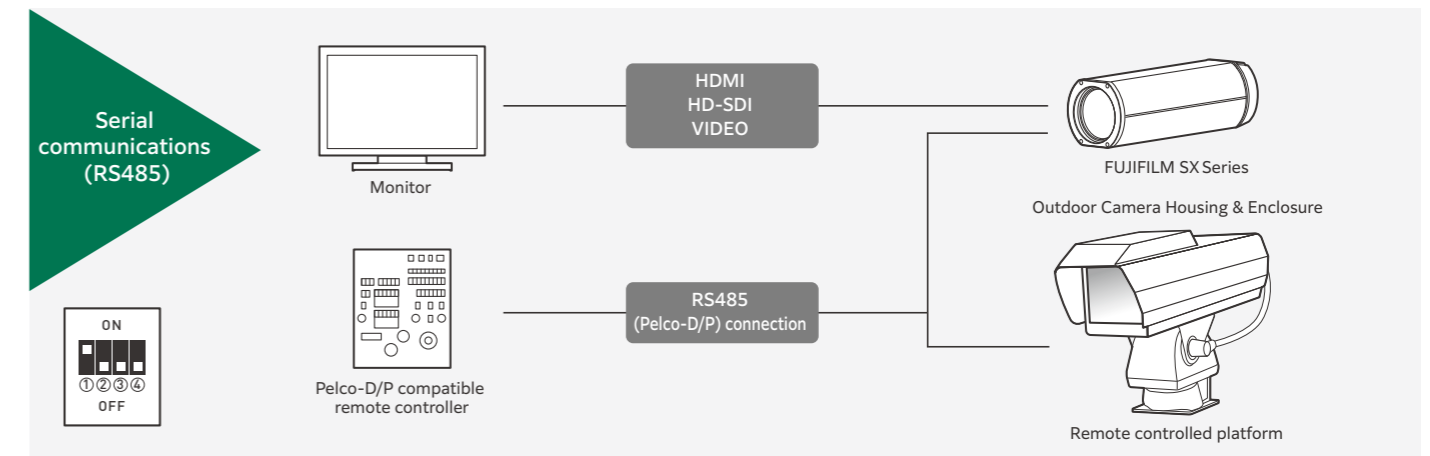 Serial
communications
(RS485)
Monitor
HDMI
HD-SDI
VIDEO
FUJIFILM SX Series
Outdoor Camera Housing & Enclosure
ON
①②③④
OFF
Pelco-D/P compatible
remote controller
RS485
(Pelco-D/P) connection
Remote controlled platform